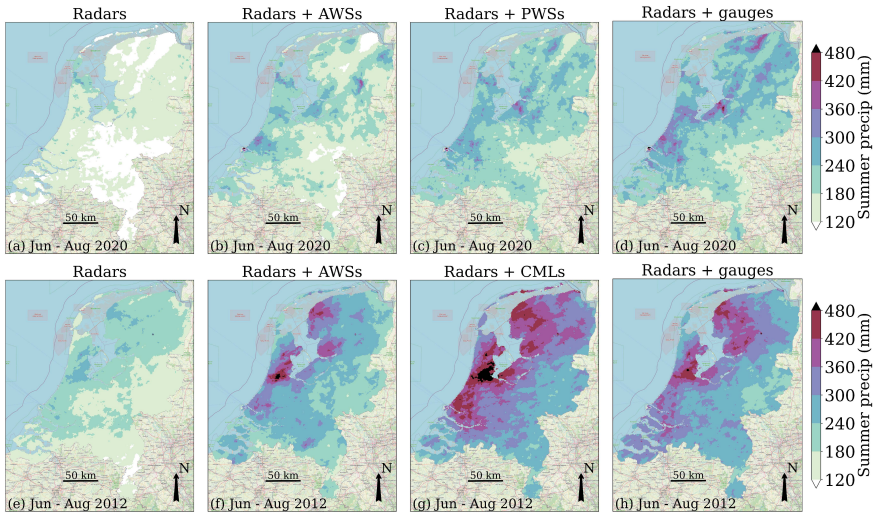 Radars
Radars + AWSs
Radars + PWSs
Radars + gauges
50 km
N
(a) Jun - Aug 2020
50 km
N
(b) Jun - Aug 2020
50 km
N
(c) Jun - Aug 2020
50 km
N
(d) Jun - Aug 2020
480
420
360
300
240
180
120
Summer precip (mm)
Radars
Radars + AWSs
Radars + CMLs
Radars + gauges
50 km
N
(e) Jun - Aug 2012
50 km
N
(f) Jun - Aug 2012
50 km
N
(g) Jun - Aug 2012
50 km
N
(h) Jun - Aug 2012
480
420
360
300
240
180
120
Summer precip (mm)